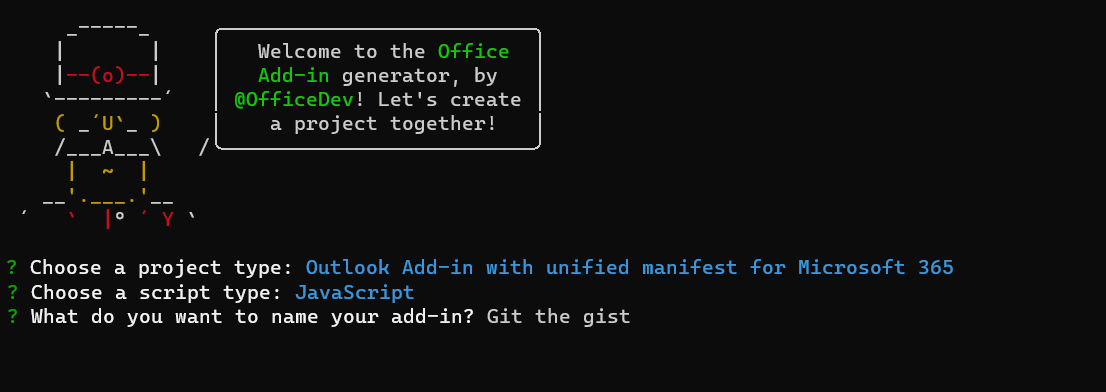 Welcome to the Office
Add-in generator, by
@OfficeDev! Let's create
a project together!
? Choose a project type: Outlook Add-in with unified manifest for Microsoft 365
? Choose a script type: JavaScript
? What do you want to name your add-in? Git the gist